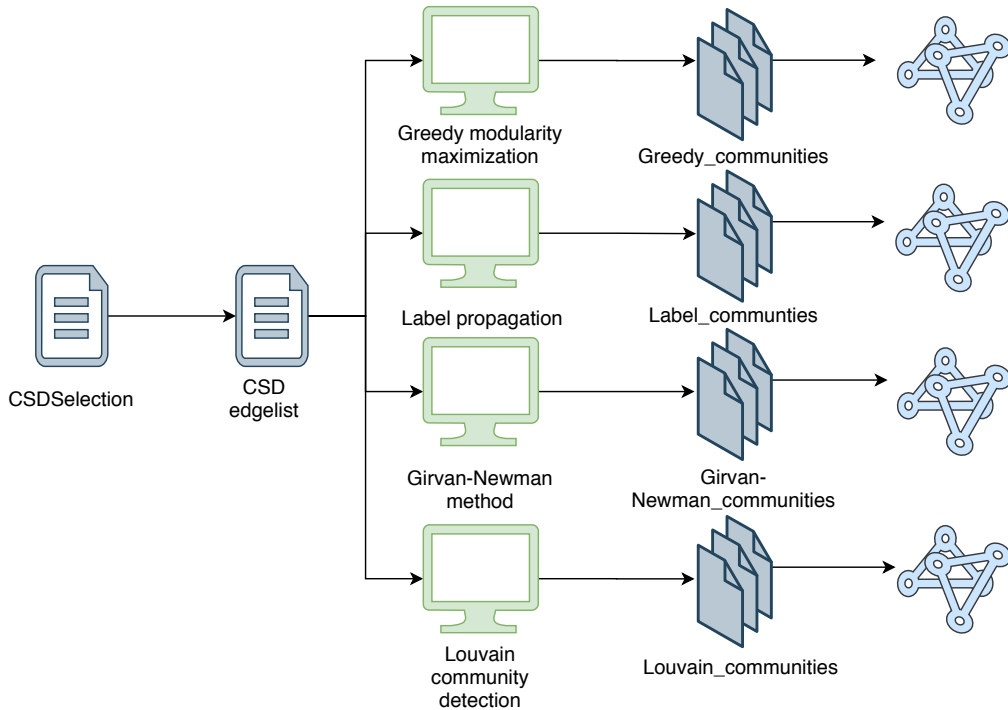 Greedy modularity
maximization
Greedy_communities
Label propagation
Label_communties
CSDSelection
CSD
edgelist
Girvan-Newman
method
Girvan-
Newman_communities
Louvain
community
detection
Louvain_communities